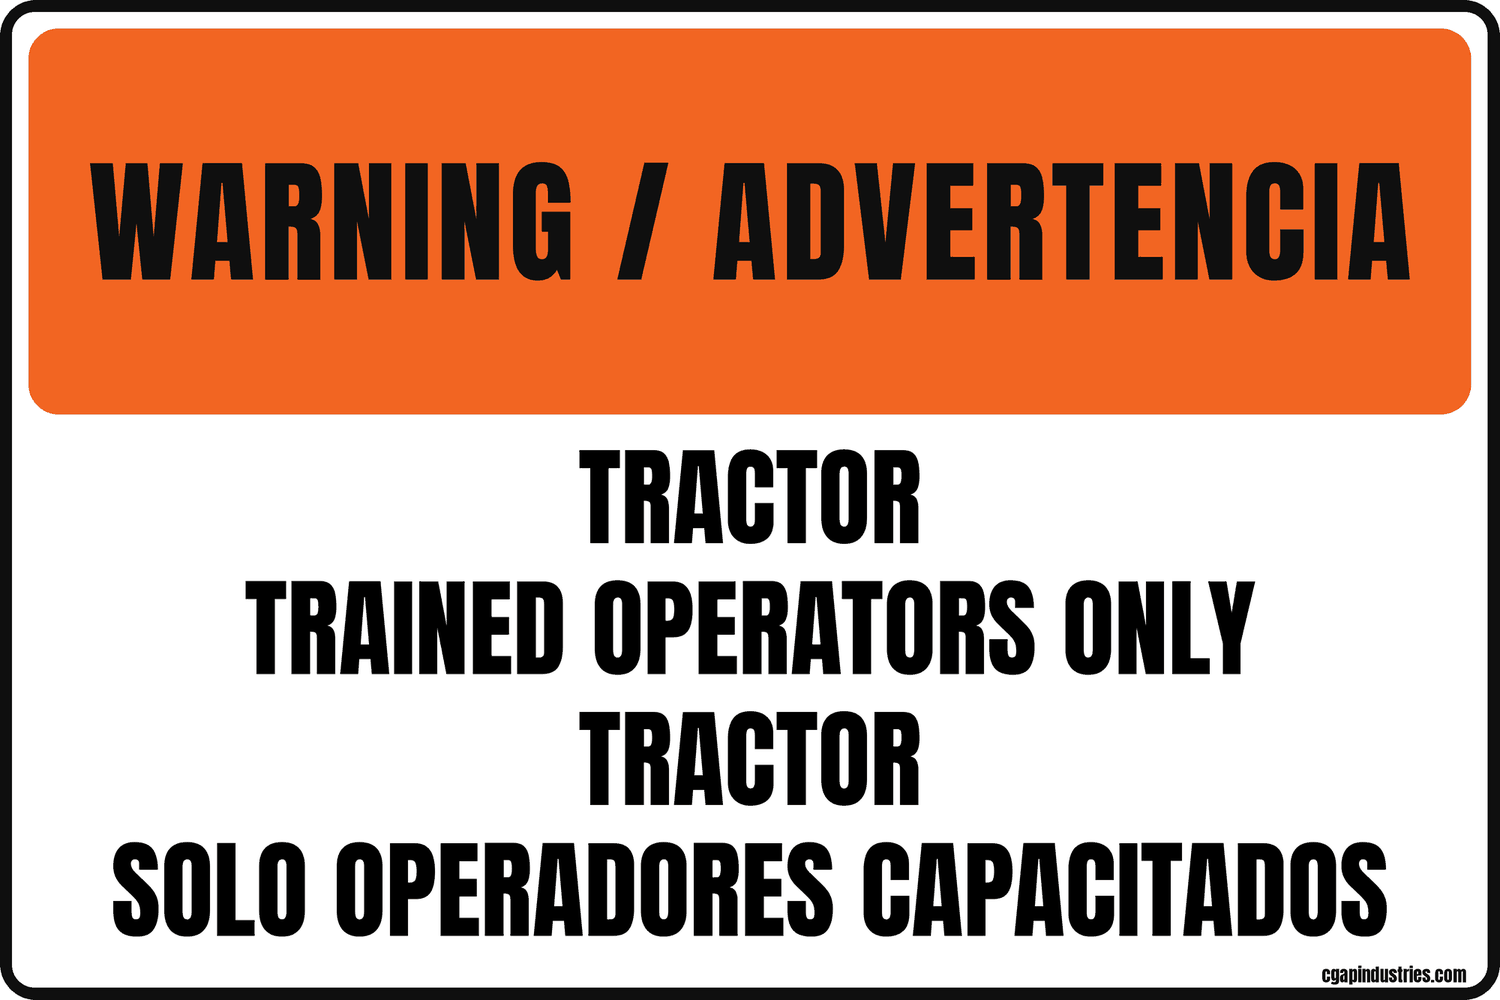 WARNING / ADVERTENCIA
TRACTOR
TRAINED OPERATORS ONLY
TRACTOR
SOLO OPERADORES CAPACITADOS
cgapindustries.com